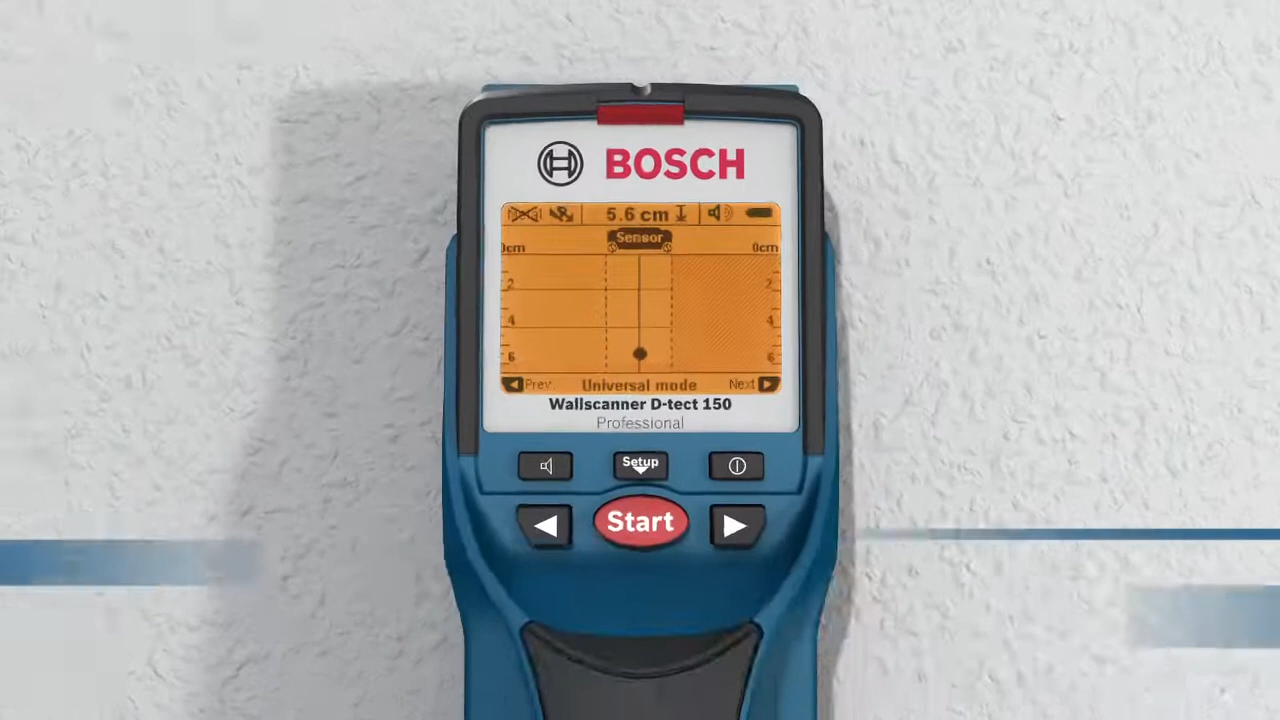 BOSCH
5.6 cm
Sensor
0cm 0cm
2 2
4 4
6 6
Prev. Universal mode Next
Wallscanner D-tect 150
Professional
Setup
Start